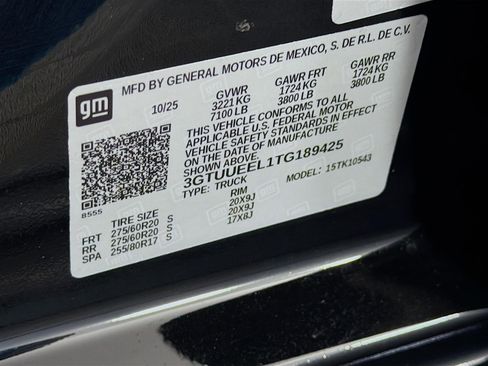 gm
MFD BY GENERAL MOTORS DE MEXICO, S. DE R.L. DE C.V.
10/25 GVWR GAWR FRT GAWR RR
3221 KG 1724 KG 1724 KG
7100 LB 3800 LB 3800 LB
THIS VEHICLE CONFORMS TO ALL
APPLICABLE U.S. FEDERAL MOTOR
VEHICLE SAFETY STANDARDS IN EFFECT
ON THE DATE OF MANUFACTURE
3GTUUEEL1TG189425
TYPE: TRUCK MODEL: 15TK10543
8555
TIRE SIZE RIM
FRT 275/60R20 S 20X9J
RR 275/60R20 S 20X9J
SPA 255/80R17 S 17X8J